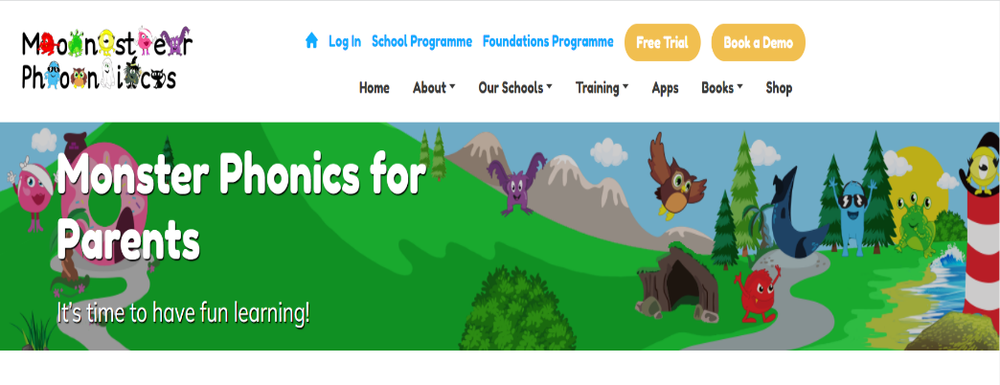 Monster
Phonics
Log In School Programme Foundations Programme Free Trial Book a Demo
Home About Our Schools Training Apps Books Shop
Monster Phonics for
Parents
It's time to have fun learning!